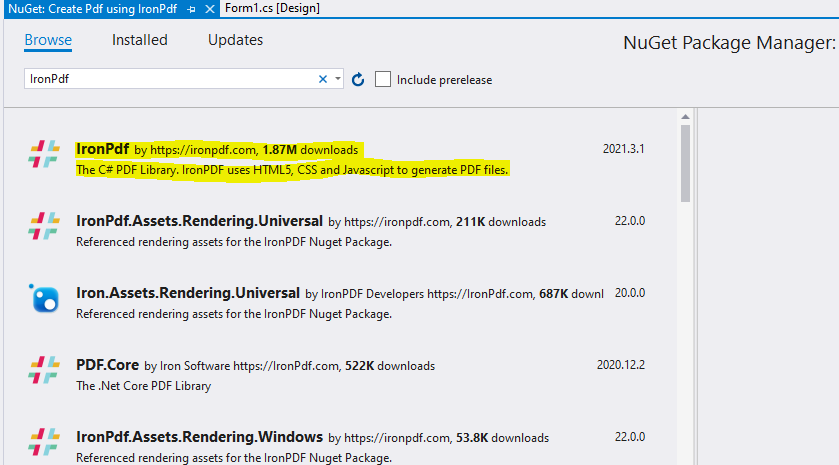 NuGet: Create Pdf using IronPdf
Form1.cs [Design]
Browse Installed Updates
NuGet Package Manager:
IronPdf
Include prerelease
IronPdf by https://ironpdf.com, 1.87M downloads 2021.3.1
The C# PDF Library. IronPDF uses HTML5, CSS and Javascript to generate PDF files.
IronPdf.Assets.Rendering.Universal by https://ironpdf.com, 211K downloads 22.0.0
Referenced rendering assets for the IronPDF Nuget Package.
Iron.Assets.Rendering.Universal by IronPDF Developers https://IronPdf.com, 687K downl 20.0.0
Referenced rendering assets for the IronPDF Nuget Package.
PDF.Core by Iron Software https://IronPdf.com, 522K downloads 2020.12.2
The .Net Core PDF Library
IronPdf.Assets.Rendering.Windows by https://ironpdf.com, 53.8K downloads 22.0.0
Referenced rendering assets for the IronPDF Nuget Package.